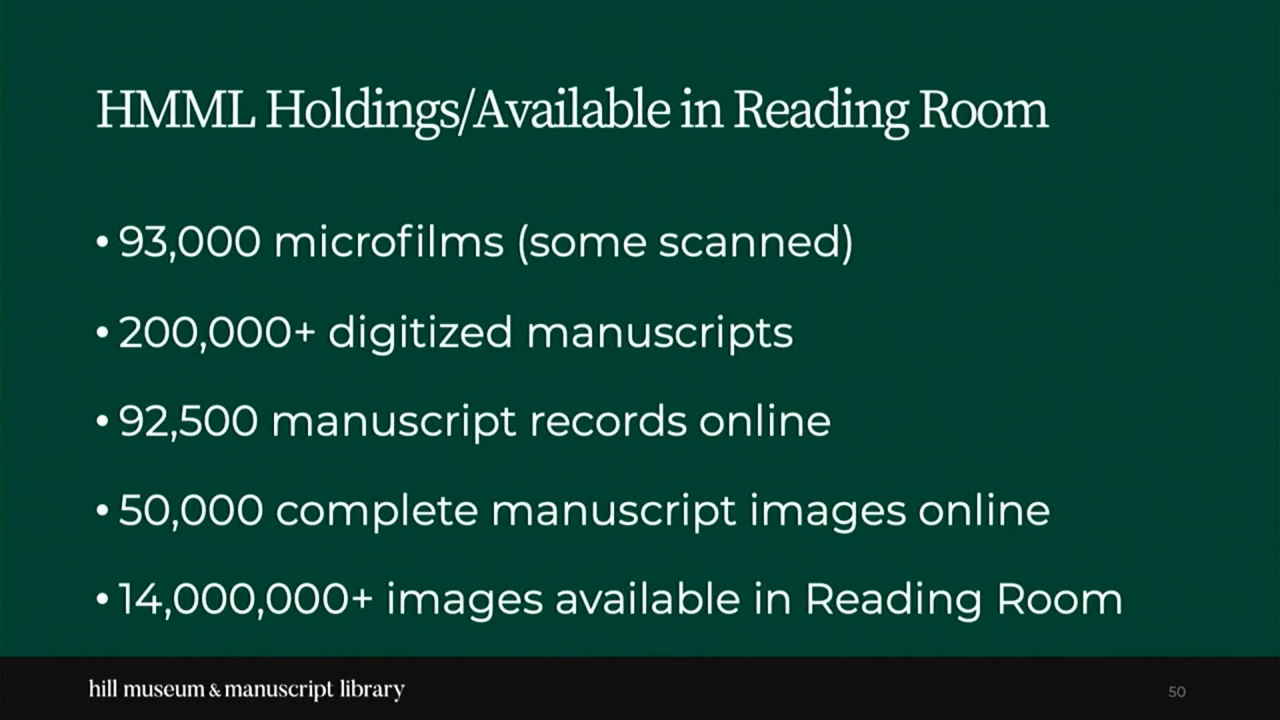 HMML Holdings/Available in Reading Room
• 93,000 microfilms (some scanned)
• 200,000+ digitized manuscripts
• 92,500 manuscript records online
• 50,000 complete manuscript images online
• 14,000,000+ images available in Reading Room
hill museum & manuscript library
50